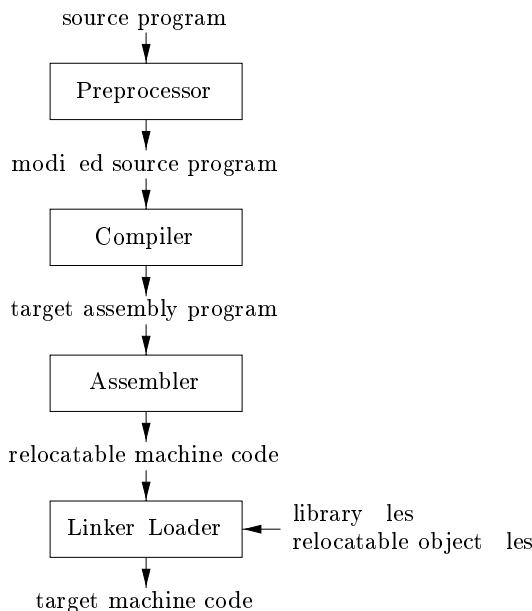 source program
Preprocessor
modi ed source program
Compiler
target assembly program
Assembler
relocatable machine code
Linker Loader
library les
relocatable object les
target machine code